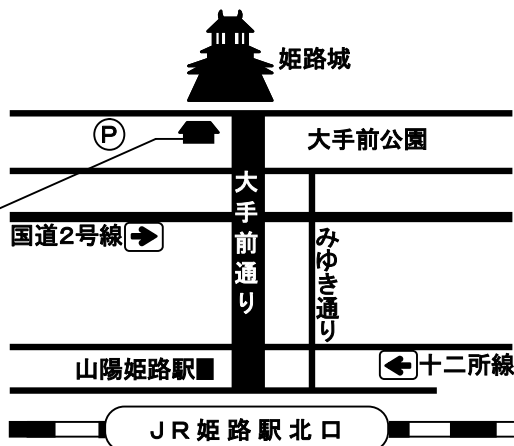 姫路城
Ⓟ
大手前公園
大手前通り
国道2号線
みゆき通り
山陽姫路駅
十二所線
JR姫路駅北口